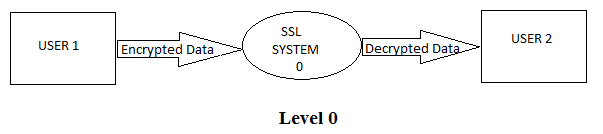 USER 1
Encrypted Data
SSL
SYSTEM
0
Decrypted Data
USER 2
Level 0